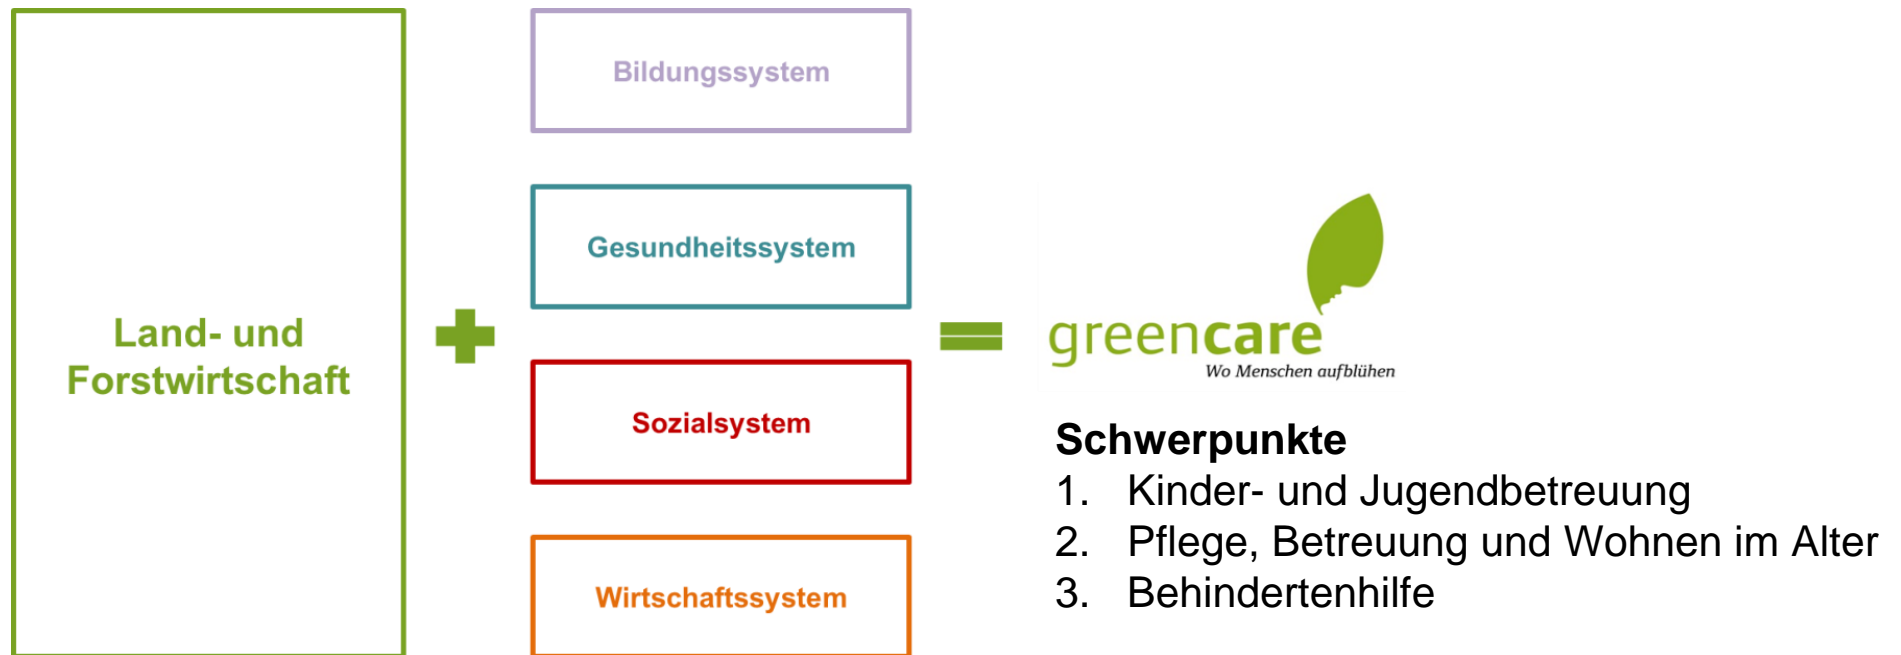 Land- und
Forstwirtschaft
Bildungssystem
Gesundheitssystem
Sozialsystem
Wirtschaftssystem
greencare
Wo Menschen aufblühen
Schwerpunkte
1. Kinder- und Jugendbetreuung
2. Pflege, Betreuung und Wohnen im Alter
3. Behindertenhilfe